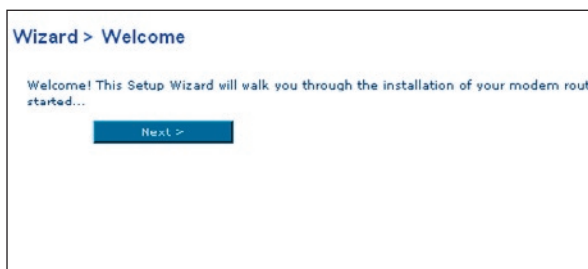 Wizard > Welcome
Welcome! This Setup Wizard will walk you through the installation of your modem rout
started...
Next >